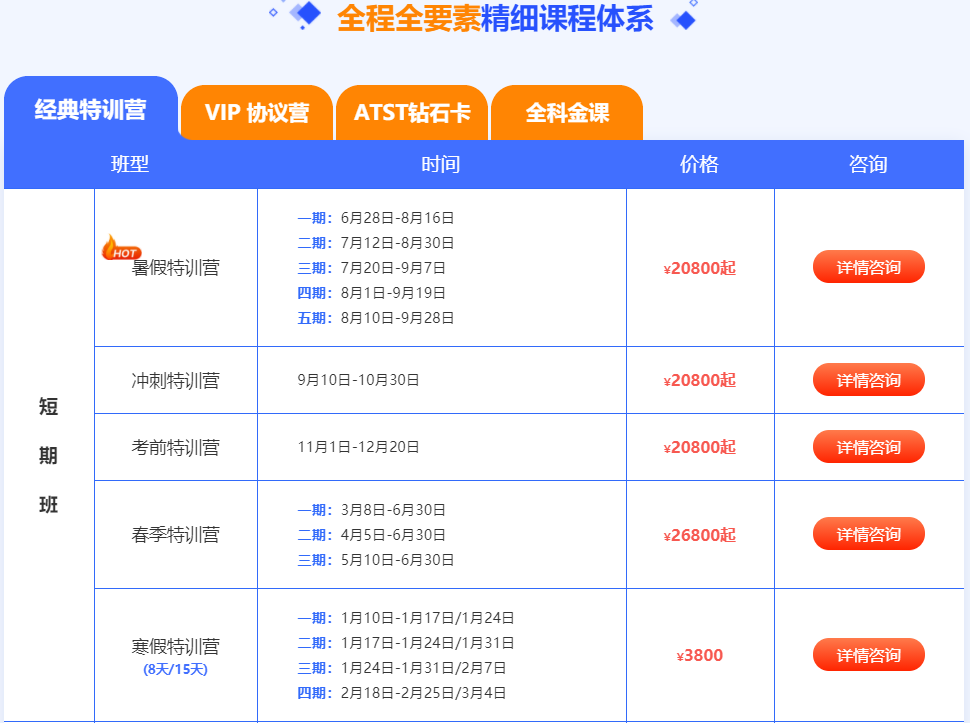 全程全要素精细课程体系
经典特训营
VIP 协议营
ATST钻石卡
全科金课
班型
时间
价格
咨询
短
期
班
HOT
暑假特训营
一期：6月28日-8月16日
二期：7月12日-8月30日
三期：7月20日-9月7日
四期：8月1日-9月19日
五期：8月10日-9月28日
¥20800起
详情咨询
冲刺特训营
9月10日-10月30日
¥20800起
详情咨询
考前特训营
11月1日-12月20日
¥20800起
详情咨询
春季特训营
一期：3月8日-6月30日
二期：4月5日-6月30日
三期：5月10日-6月30日
¥26800起
详情咨询
寒假特训营
(8天/15天)
一期：1月10日-1月17日/1月24日
二期：1月17日-1月24日/1月31日
三期：1月24日-1月31日/2月7日
四期：2月18日-2月25日/3月4日
¥3800
详情咨询